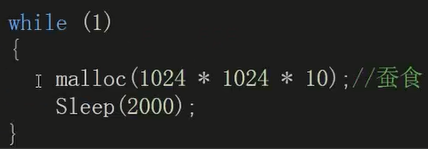 while (1)
{
malloc(1024 * 1024 * 10);//蚕食
Sleep(2000);
}